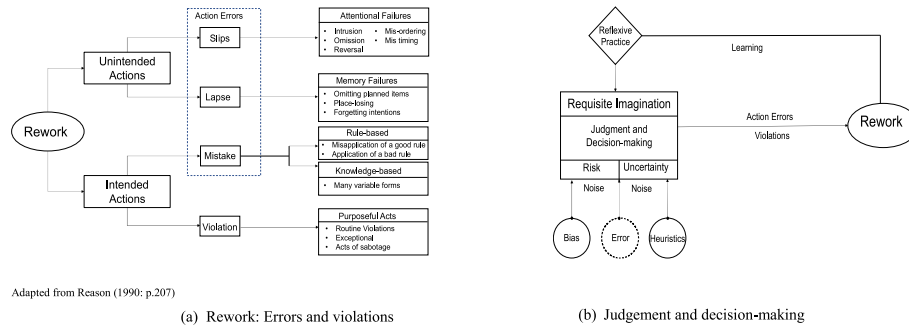 Action Errors
Rework
Unintended
Actions
Intended
Actions
Slips
Lapse
Mistake
Violation
Attentional Failures
• Intrusion • Mis-ordering
• Omission • Mis timing
• Reversal
Memory Failures
• Omitting planned items
• Place-losing
• Forgetting intentions
Rule-based
• Misapplication of a good rule
• Application of a bad rule
Knowledge-based
• Many variable forms
Purposeful Acts
• Routine Violations
• Exceptional
• Acts of sabotage
Adapted from Reason (1990: p.207)
(a) Rework: Errors and violations
Reflexive
Practice
Learning
Requisite Imagination
Judgment and
Decision-making
Risk Uncertainty
Action Errors
Violations
Rework
Noise Noise
Bias Error Heuristics
(b) Judgement and decision-making